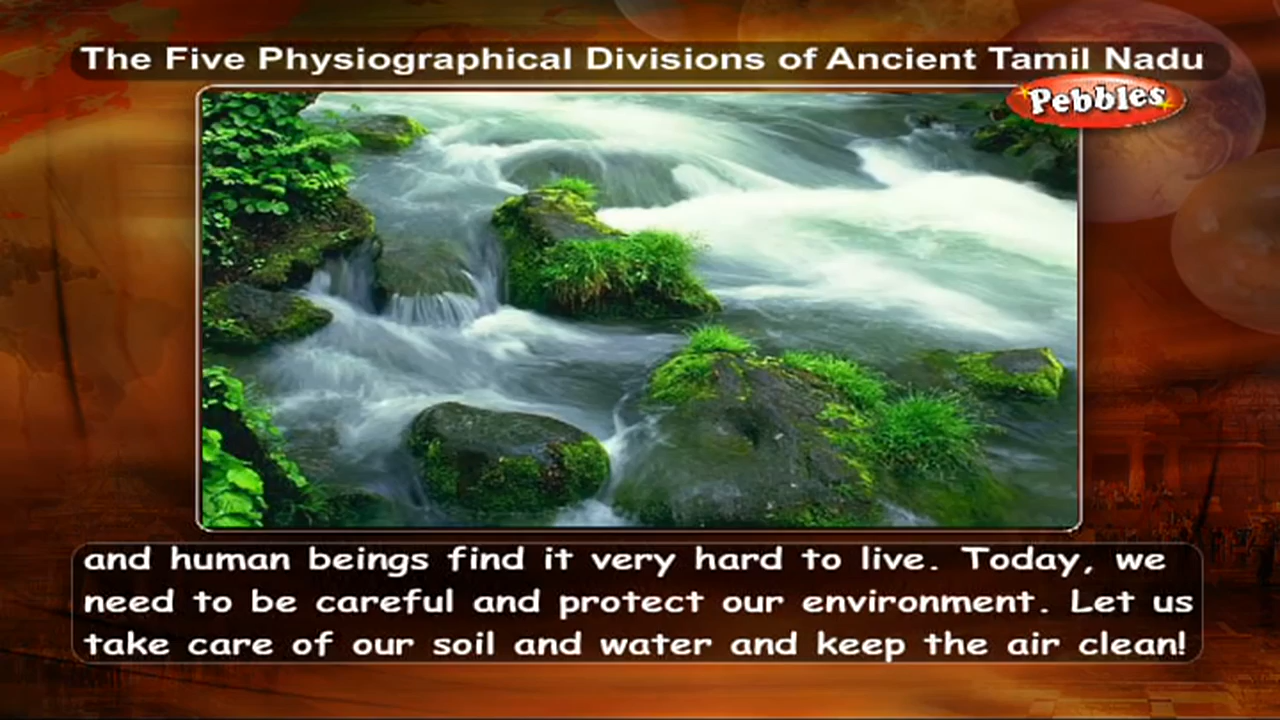 The Five Physiographical Divisions of Ancient Tamil Nadu
Pebbles
and human beings find it very hard to live. Today, we
need to be careful and protect our environment. Let us
take care of our soil and water and keep the air clean!